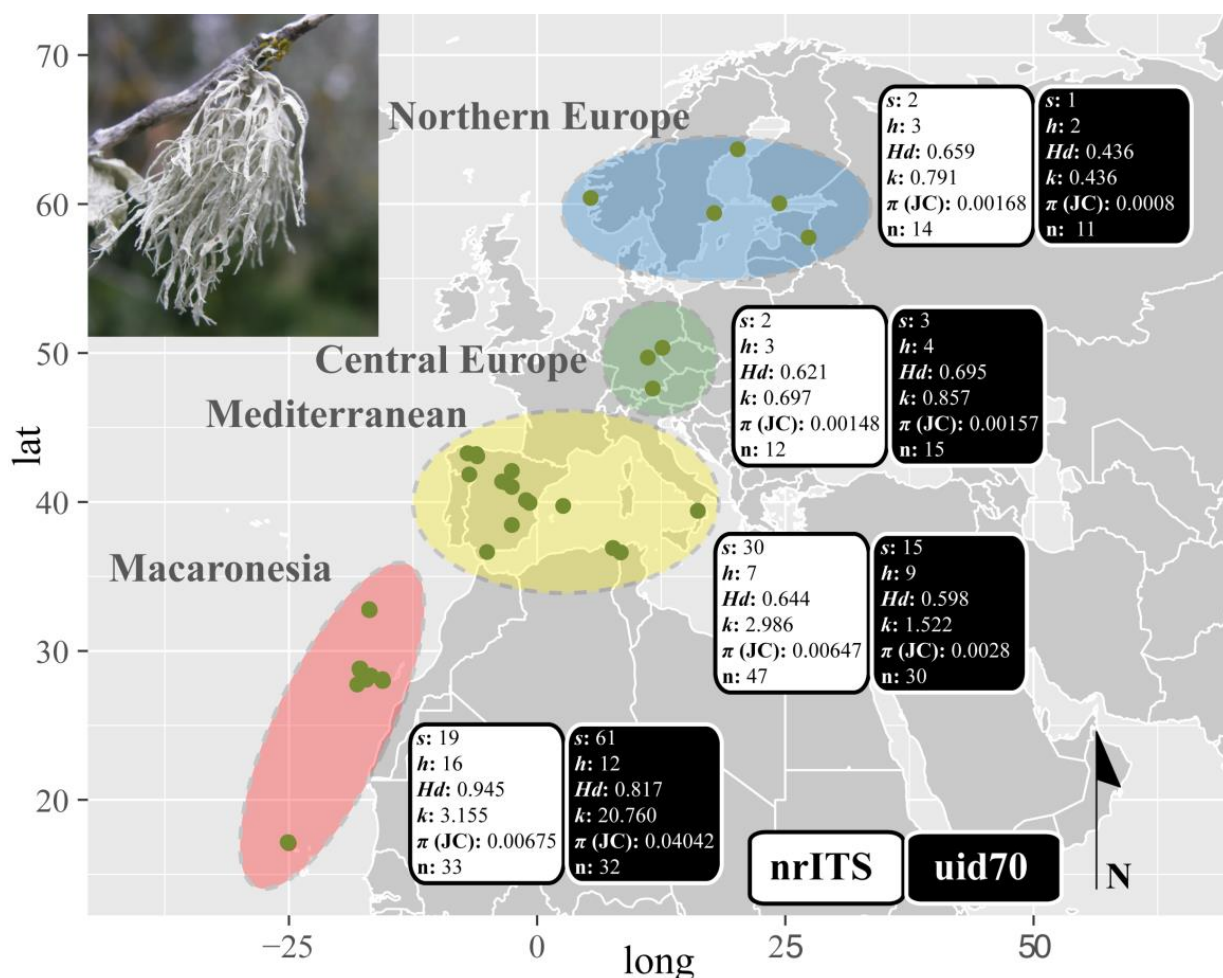 70
60
50
40
30
20
lat
−25
0
25
50
long
Northern Europe
s: 2
h: 3
Hd: 0.659
k: 0.791
π (JC): 0.00168
n: 14
s: 1
h: 2
Hd: 0.436
k: 0.436
π (JC): 0.0008
n: 11
Central Europe
s: 2
h: 3
Hd: 0.621
k: 0.697
π (JC): 0.00148
n: 12
s: 3
h: 4
Hd: 0.695
k: 0.857
π (JC): 0.00157
n: 15
Mediterranean
s: 30
h: 7
Hd: 0.644
k: 2.986
π (JC): 0.00647
n: 47
s: 15
h: 9
Hd: 0.598
k: 1.522
π (JC): 0.0028
n: 30
Macaronesia
s: 19
h: 16
Hd: 0.945
k: 3.155
π (JC): 0.00675
n: 33
s: 61
h: 12
Hd: 0.817
k: 20.760
π (JC): 0.04042
n: 32
nrITS
uid70
N